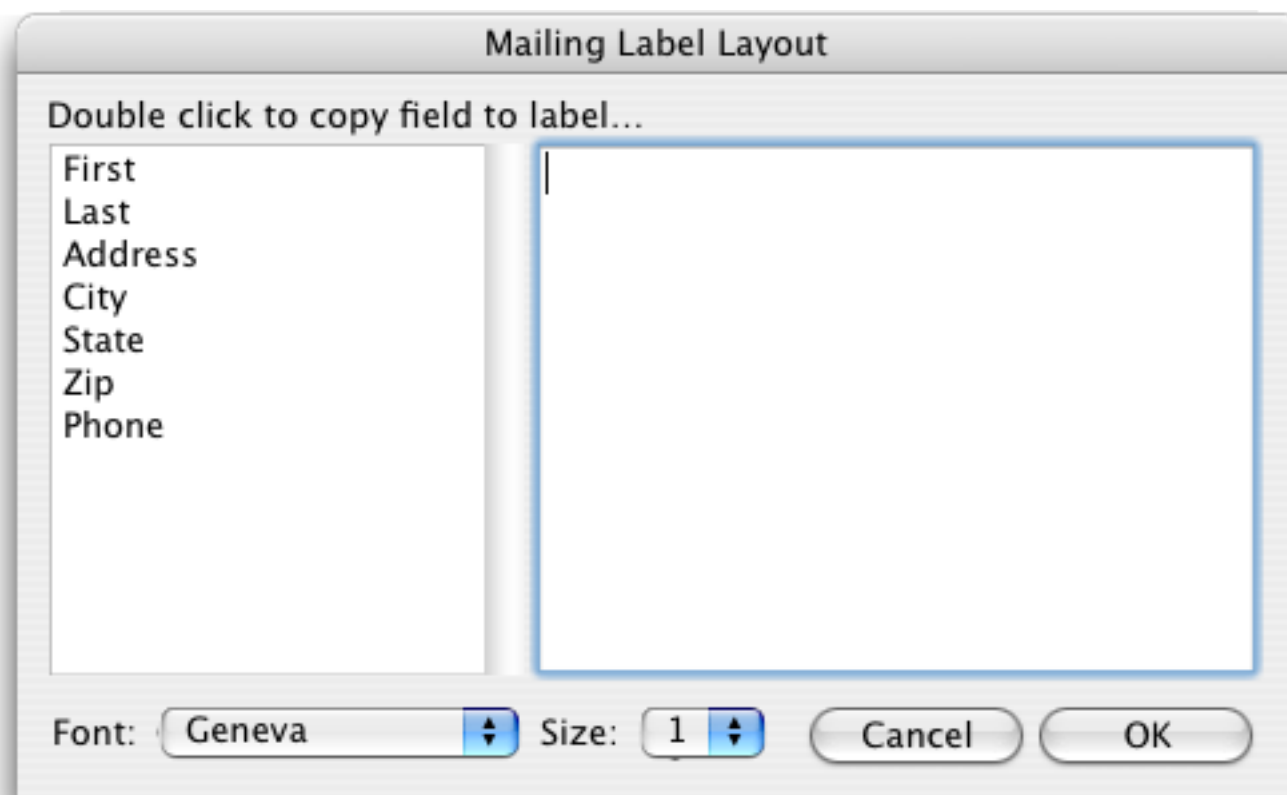 Mailing Label Layout
Double click to copy field to label...
First
Last
Address
City
State
Zip
Phone
Font: Geneva Size: 1 Cancel OK